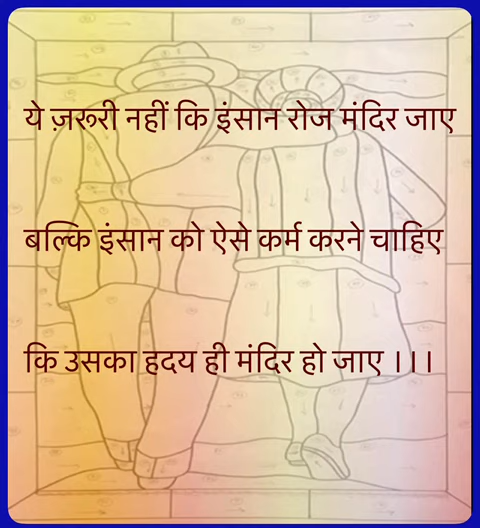 ये ज़रूरी नहीं कि इंसान रोज मंदिर जाए
बल्कि इंसान को ऐसे कर्म करने चाहिए
कि उसका हदय ही मंदिर हो जाए ।।।